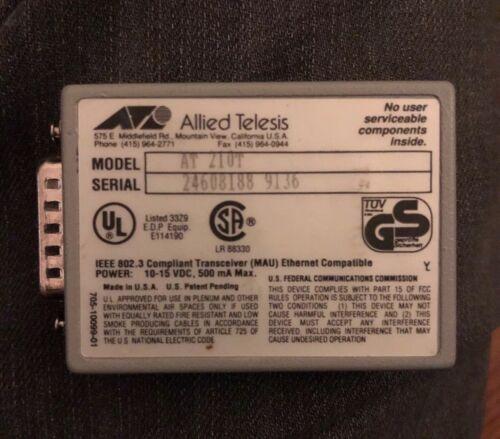 Allied Telesis
No user
serviceable
components
inside.
575 E. Middlefield Rd., Mountain View, California U.S.A.
Phone (415) 964-2771 Fax (415) 964-0944
MODEL AT 210T
SERIAL 24608188 9136
UL
Listed 33Z9
E.D.P Equip.
E114190
SA
LR 88330
TÜV
GS
geprüfte
Sicherheit
IEEE 802.3 Compliant Transceiver (MAU) Ethernet Compatible
POWER: 10-15 VDC, 500 mA Max.
Made in U.S.A. U.S. Patent Pending
U.L APPROVED FOR USE IN PLENUM AND OTHER
ENVIRONMENTAL AIR SPACES ONLY IF USED
WITH EQUALLY RATED FIRE RESISTANT AND LOW
SMOKE PRODUCING CABLES IN ACCORDANCE
WITH THE REQUIREMENTS OF ARTICLE 725 OF
THE U.S NATIONAL ELECTRIC CODE
U.S. FEDERAL COMMUNICATIONS COMMISSION
THIS DEVICE COMPLIES WITH PART 15 OF FCC
RULES OPERATION IS SUBJECT TO THE FOLLOWING
TWO CONDITIONS (1) THIS DEVICE MAY NOT
CAUSE HARMFUL INTERFERENCE AND (2) THIS
DEVICE MUST ACCEPT ANY INTERFERENCE
RECEIVED, INCLUDING INTERFERENCE THAT MAY
CAUSE UNDESIRED OPERATION
705-10099-01
Y